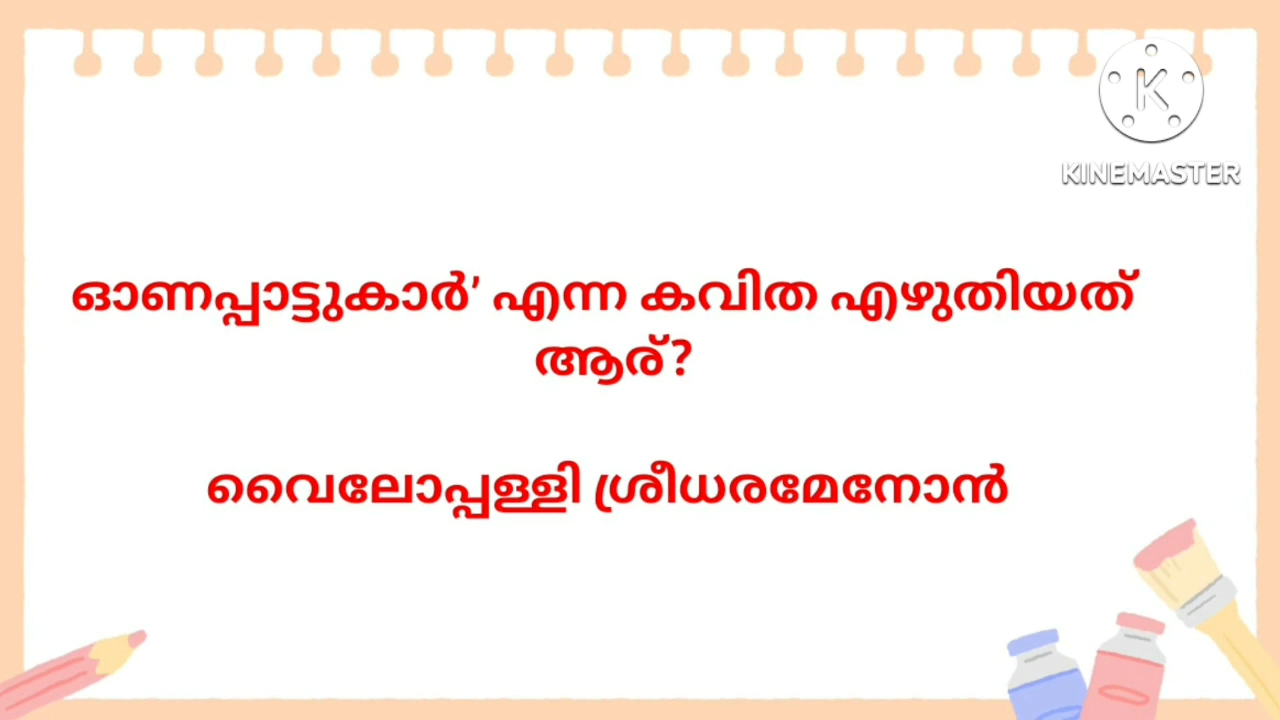 K
KINEMASTER
ഓണപ്പാട്ടുകാർ’ എന്ന കവിത എഴുതിയത്
ആര്?
വൈലോപ്പള്ളി ശ്രീധരമേനോൻ